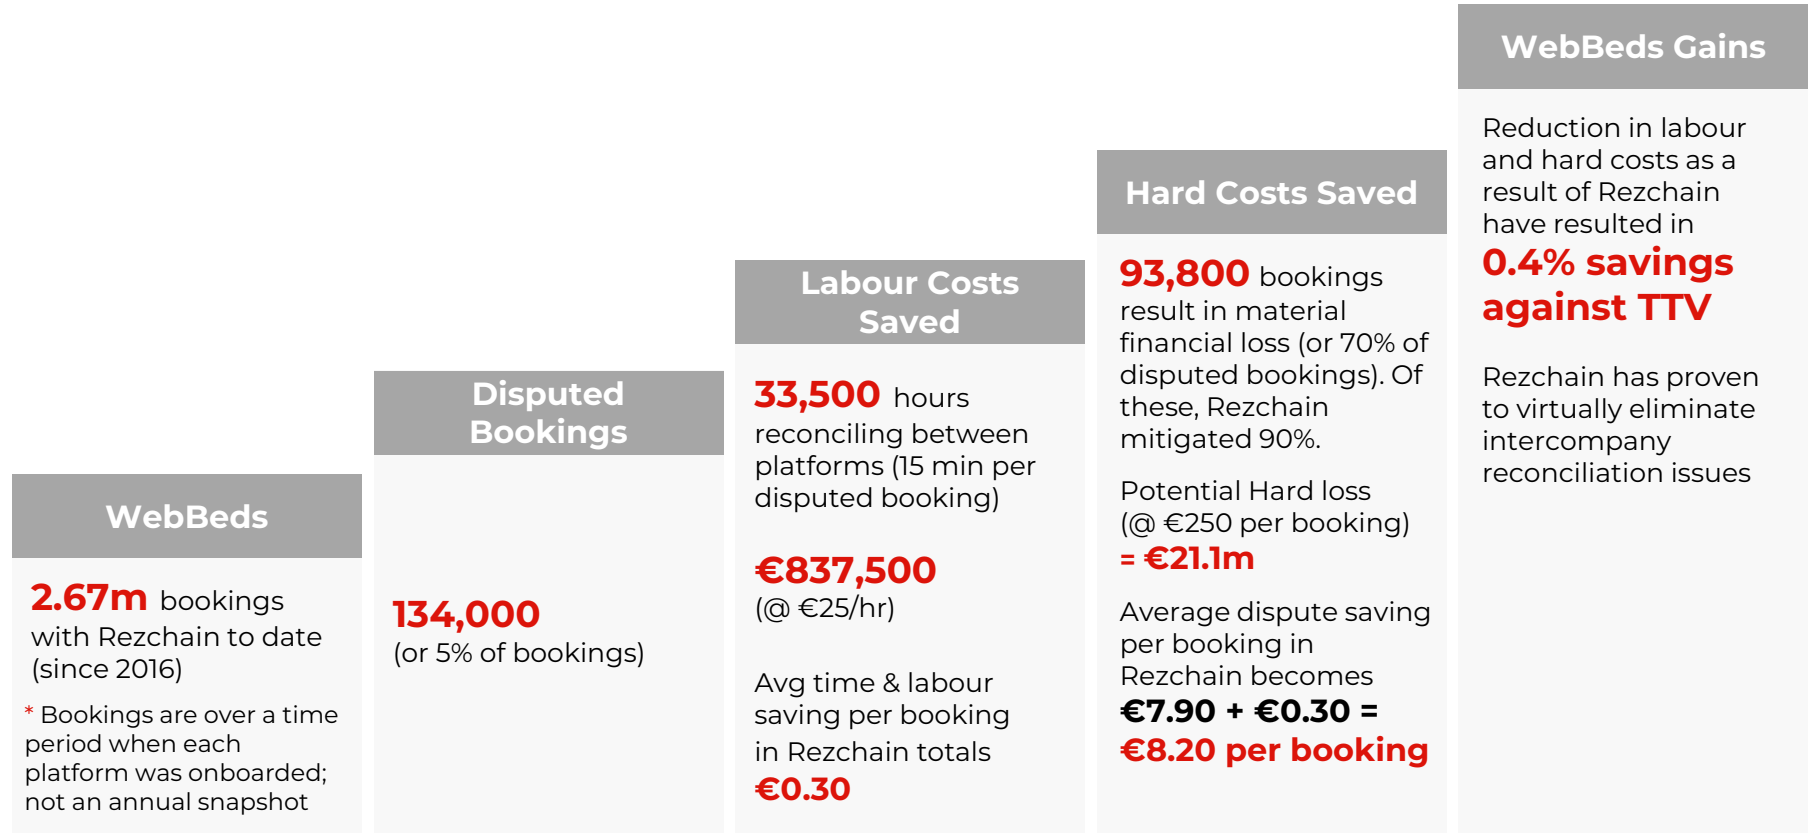 WebBeds
2.67m bookings
with Rezchain to date
(since 2016)
* Bookings are over a time
period when each
platform was onboarded;
not an annual snapshot
Disputed
Bookings
134,000
(or 5% of bookings)
Labour Costs
Saved
33,500 hours
reconciling between
platforms (15 min per
disputed booking)
€837,500
(@ €25/hr)
Avg time & labour
saving per booking
in Rezchain totals
€0.30
Hard Costs Saved
93,800 bookings
result in material
financial loss (or 70% of
disputed bookings). Of
these, Rezchain
mitigated 90%.
Potential Hard loss
(@ €250 per booking)
= €21.1m
Average dispute saving
per booking in
Rezchain becomes
€7.90 + €0.30 =
€8.20 per booking
WebBeds Gains
Reduction in labour
and hard costs as a
result of Rezchain
have resulted in
0.4% savings
against TTV
Rezchain has proven
to virtually eliminate
intercompany
reconciliation issues